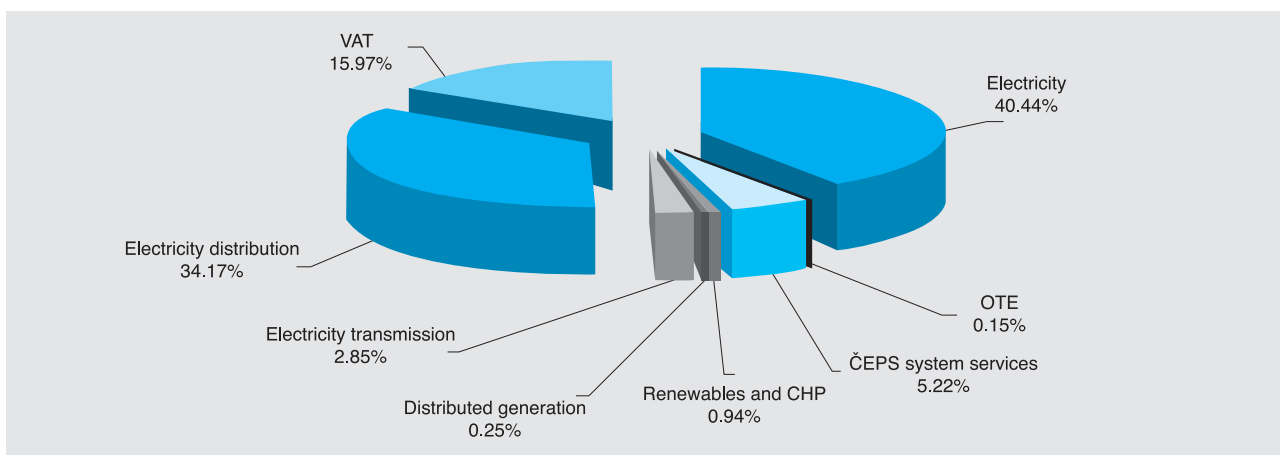 VAT
15.97%
Electricity
40.44%
Electricity distribution
34.17%
OTE
0.15%
Electricity transmission
2.85%
ČEPS system services
5.22%
Renewables and CHP
0.94%
Distributed generation
0.25%